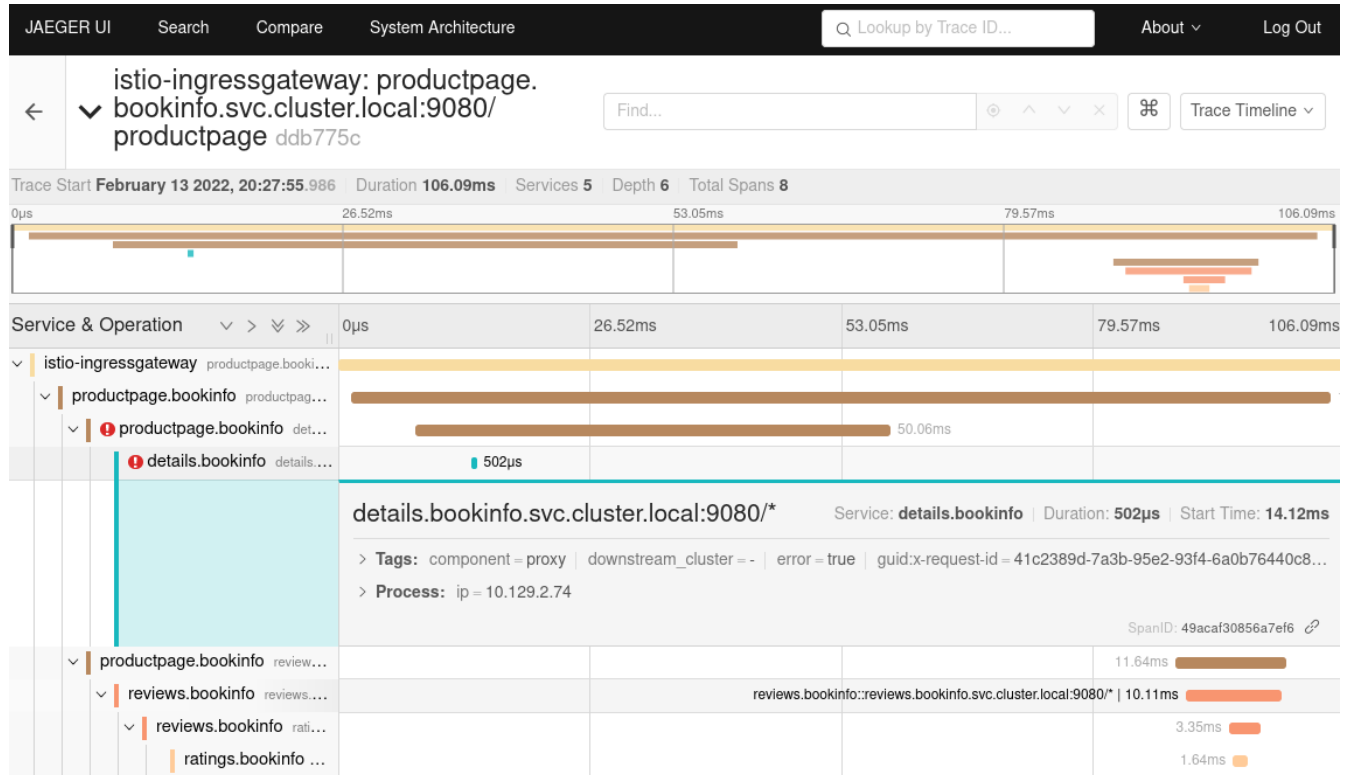 JAEGER UI Search Compare System Architecture Lookup by Trace ID... About Log Out
istio-ingressgateway: productpage.
bookinfo.svc.cluster.local:9080/
productpage ddb775c
Find...
⌘
Trace Timeline
Trace Start February 13 2022, 20:27:55.986 Duration 106.09ms Services 5 Depth 6 Total Spans 8
0μs 26.52ms 53.05ms 79.57ms 106.09ms
Service & Operation 0μs 26.52ms 53.05ms 79.57ms 106.09ms
istio-ingressgateway productpage.booki...
productpage.bookinfo productpag...
productpage.bookinfo det... 50.06ms
details.bookinfo details.... 502μs
details.bookinfo.svc.cluster.local:9080/* Service: details.bookinfo Duration: 502μs Start Time: 14.12ms
Tags: component = proxy downstream_cluster = - error = true guid:x-request-id = 41c2389d-7a3b-95e2-93f4-6a0b76440c8...
Process: ip = 10.129.2.74
SpanID: 49acaf30856a7ef6
productpage.bookinfo review... 11.64ms
reviews.bookinfo reviews.... reviews.bookinfo::reviews.bookinfo.svc.cluster.local:9080/* | 10.11ms
reviews.bookinfo rati... 3.35ms
ratings.bookinfo ... 1.64ms